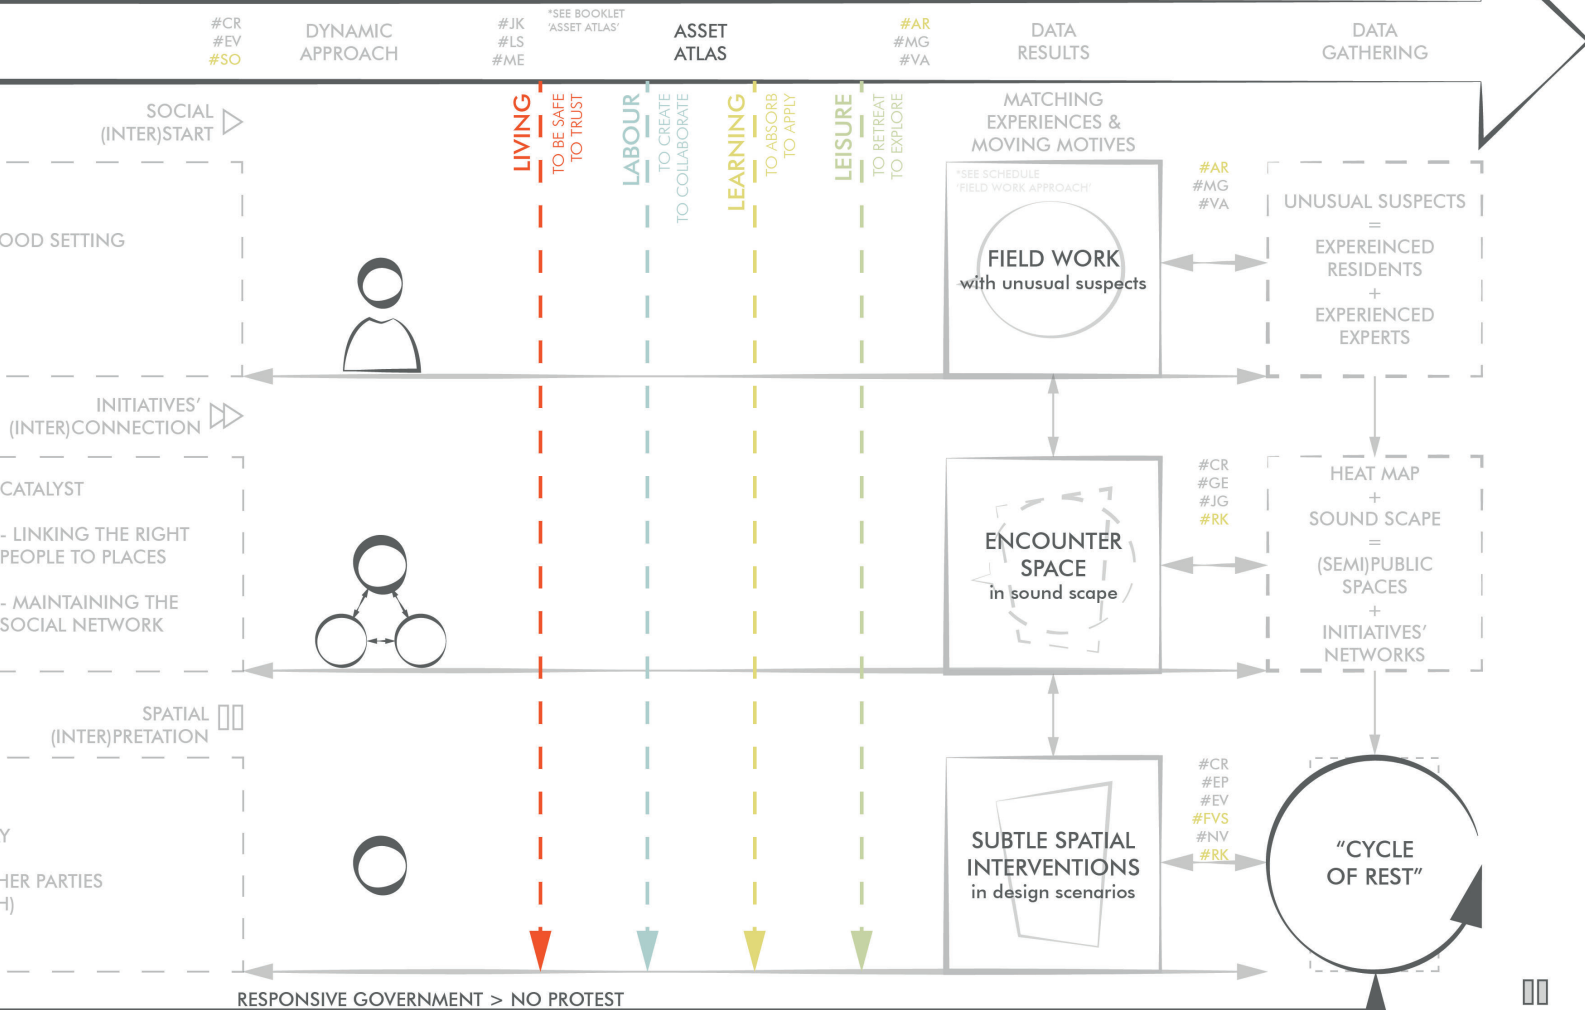 #CR
#EV
#SO
DYNAMIC
APPROACH
#JK
#LS
#ME
*SEE BOOKLET
'ASSET ATLAS'
ASSET
ATLAS
#AR
#MG
#VA
DATA
RESULTS
DATA
GATHERING
SOCIAL
(INTER)START
LIVING
TO BE SAFE
TO TRUST
LABOUR
TO CREATE
TO COLLABORATE
LEARNING
TO ABSORB
TO APPLY
LEISURE
TO RETREAT
TO EXPLORE
MATCHING
EXPERIENCES &
MOVING MOTIVES
*SEE SCHEDULE
'FIELD WORK APPROACH'
FIELD WORK
with unusual suspects
#AR
#MG
#VA
UNUSUAL SUSPECTS
=
EXPEREINCED
RESIDENTS
+
EXPERIENCED
EXPERTS
OOD SETTING
INITIATIVES'
(INTER)CONNECTION
CATALYST
- LINKING THE RIGHT
PEOPLE TO PLACES
- MAINTAINING THE
SOCIAL NETWORK
ENCOUNTER
SPACE
in sound scape
#CR
#GE
#JG
#RK
HEAT MAP
+
SOUND SCAPE
=
(SEMI)PUBLIC
SPACES
+
INITIATIVES'
NETWORKS
SPATIAL
(INTER)PRETATION
Y
HER PARTIES
H)
SUBTLE SPATIAL
INTERVENTIONS
in design scenarios
#CR
#EP
#EV
#FVS
#NV
#RK
"CYCLE
OF REST"
RESPONSIVE GOVERNMENT > NO PROTEST